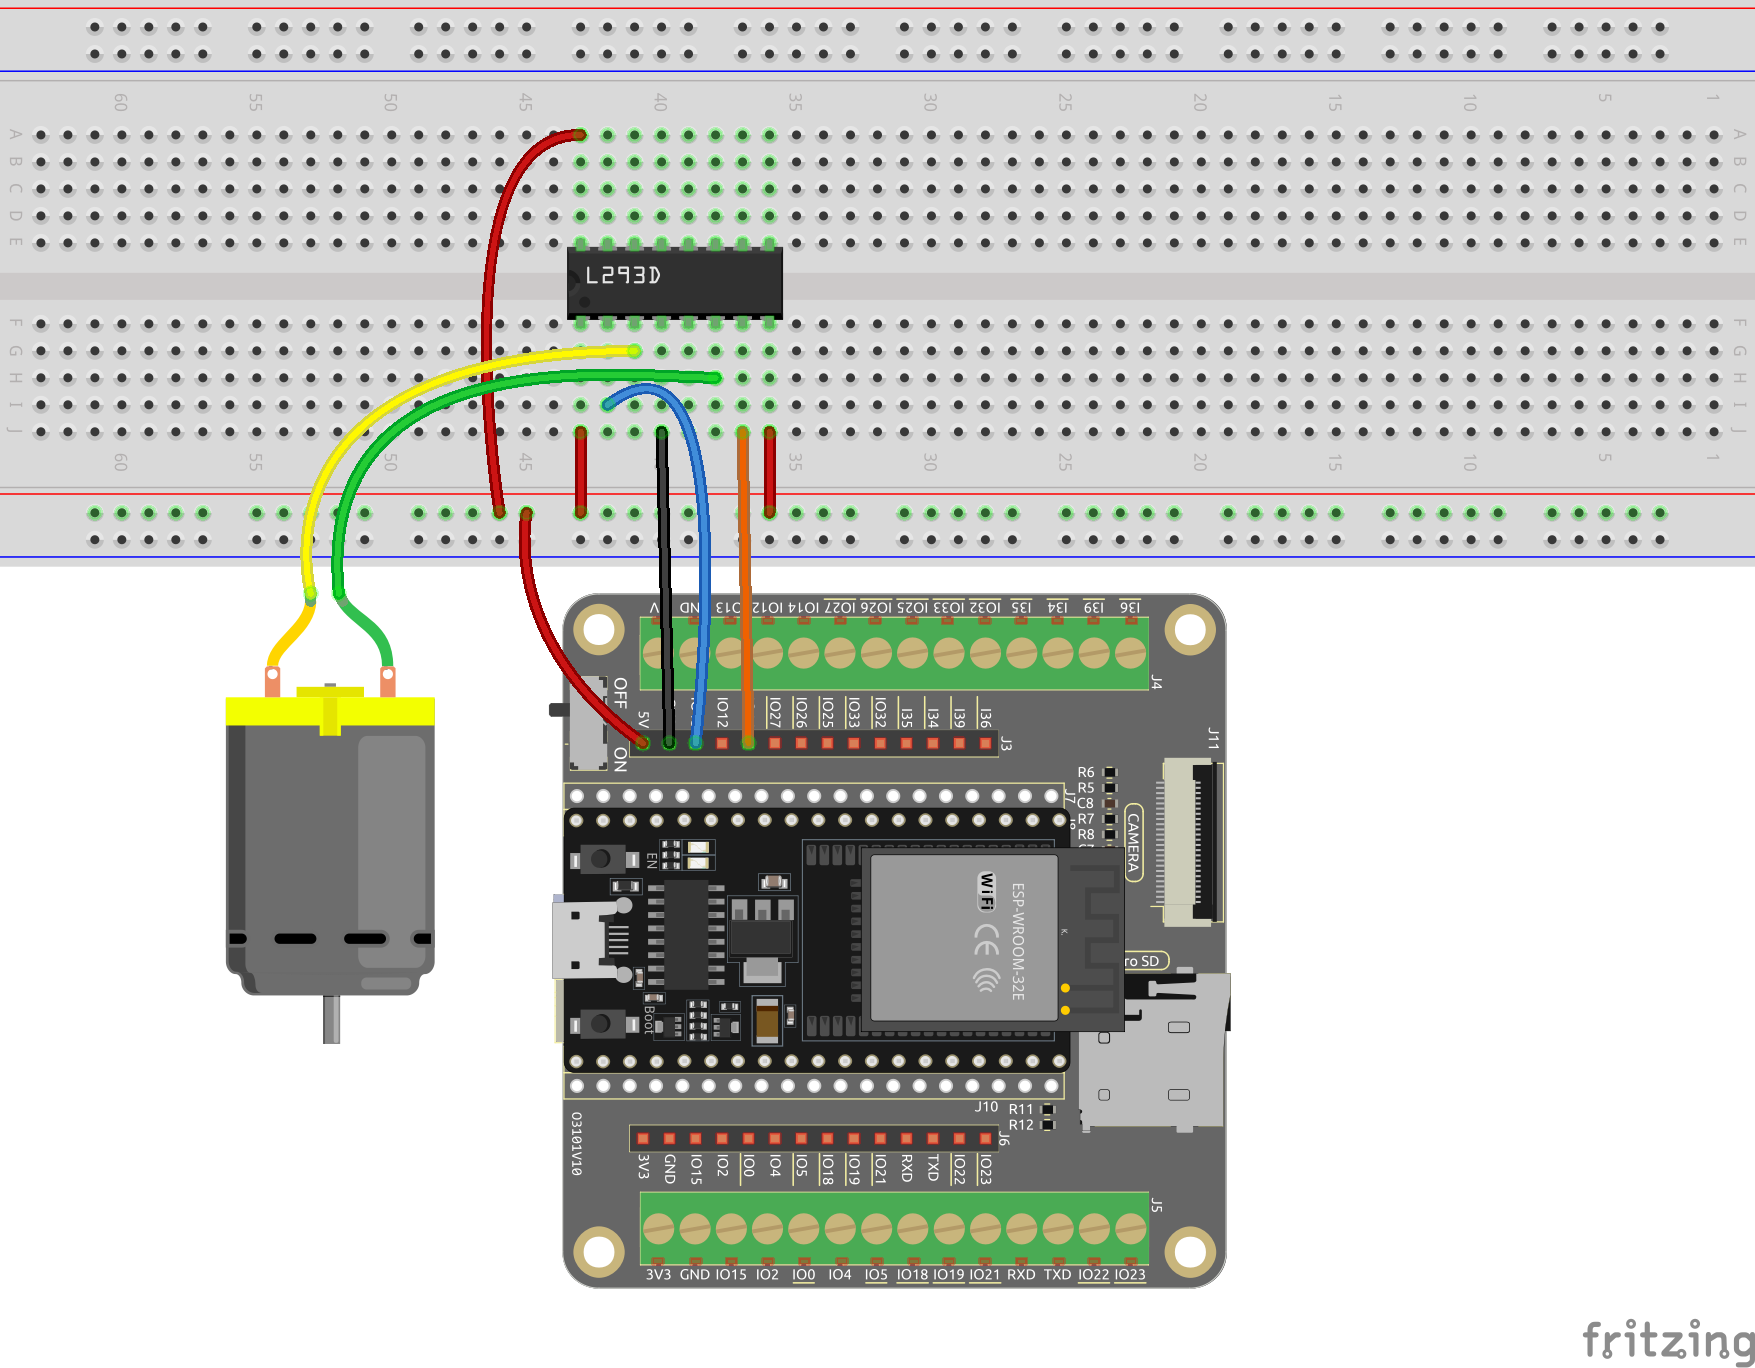 60 55 50 45 40 35 30 25 20 15 10 5 1
A A
B B
C C
D D
E E
L293D
F F
G G
H H
I I
J J
60 55 50 45 40 35 30 25 20 15 10 5 1
IO13 IO12 IO14 IO27 IO26 IO25 IO33 IO32 I35 I34 I39 I36
J4
OFF
ON
5V IO12 IO27 IO26 IO25 IO33 IO32 I35 I34 I39 I36
J3
J11
J7
R6
R5
C8
R7
R8
CAMERA
EN
WiFi
CE
ESP-WROOM-32E
K.
ro SD
Boot
J10
R11
R12
O3101V10
J6
3V3 GND IO15 IO2 IO0 IO4 IO5 IO18 IO19 IO21 RXD TXD IO22 IO23
J5
3V3 GND IO15 IO2 IO0 IO4 IO5 IO18 IO19 IO21 RXD TXD IO22 IO23
fritzing